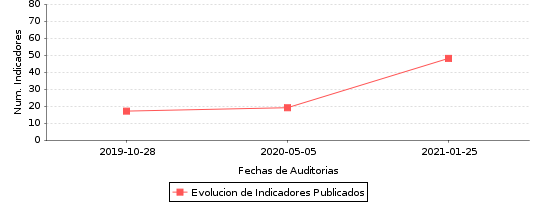 80
70
60
50
40
30
20
10
0
Num. Indicadores
2019-10-28 2020-05-05 2021-01-25
Fechas de Auditorias
Evolucion de Indicadores Publicados